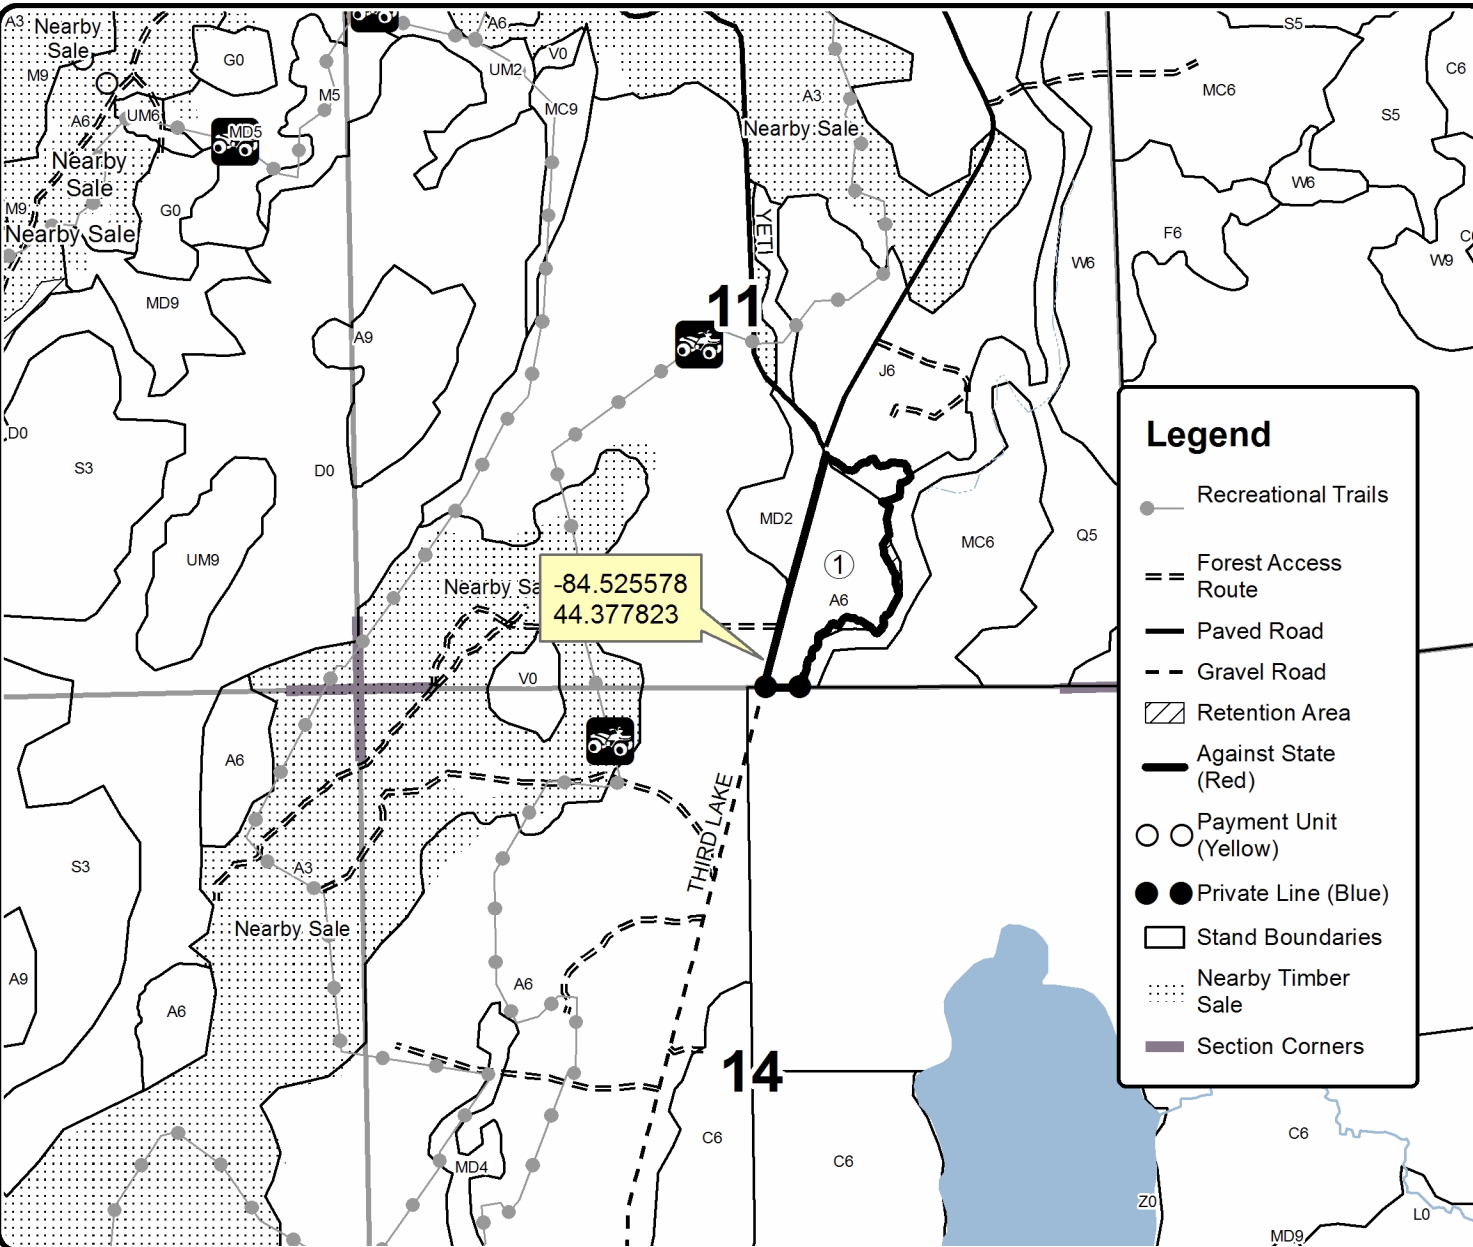 A3
Nearby
Sale
M9
G0
A6
UM6
MD5
M5
A6
UM2
V0
MC9
A3
Nearby Sale
S5
C6
MC6
S5
Nearby
Sale
M9
G0
Nearby Sale
MD9
YETI
W6
W6
F6
W9
11
A9
J6
D0
S3
D0
UM9
MD2
1
A6
MC6
Q5
Nearby Sa
-84.525578
44.377823
V0
A6
THIRD LAKE
S3
A3
Nearby Sale
A9
A6
A6
14
C6
C6
MD4
C6
Z0
L0
MD9
Legend
Recreational Trails
Forest Access
Route
Paved Road
Gravel Road
Retention Area
Against State
(Red)
Payment Unit
(Yellow)
Private Line (Blue)
Stand Boundaries
Nearby Timber
Sale
Section Corners